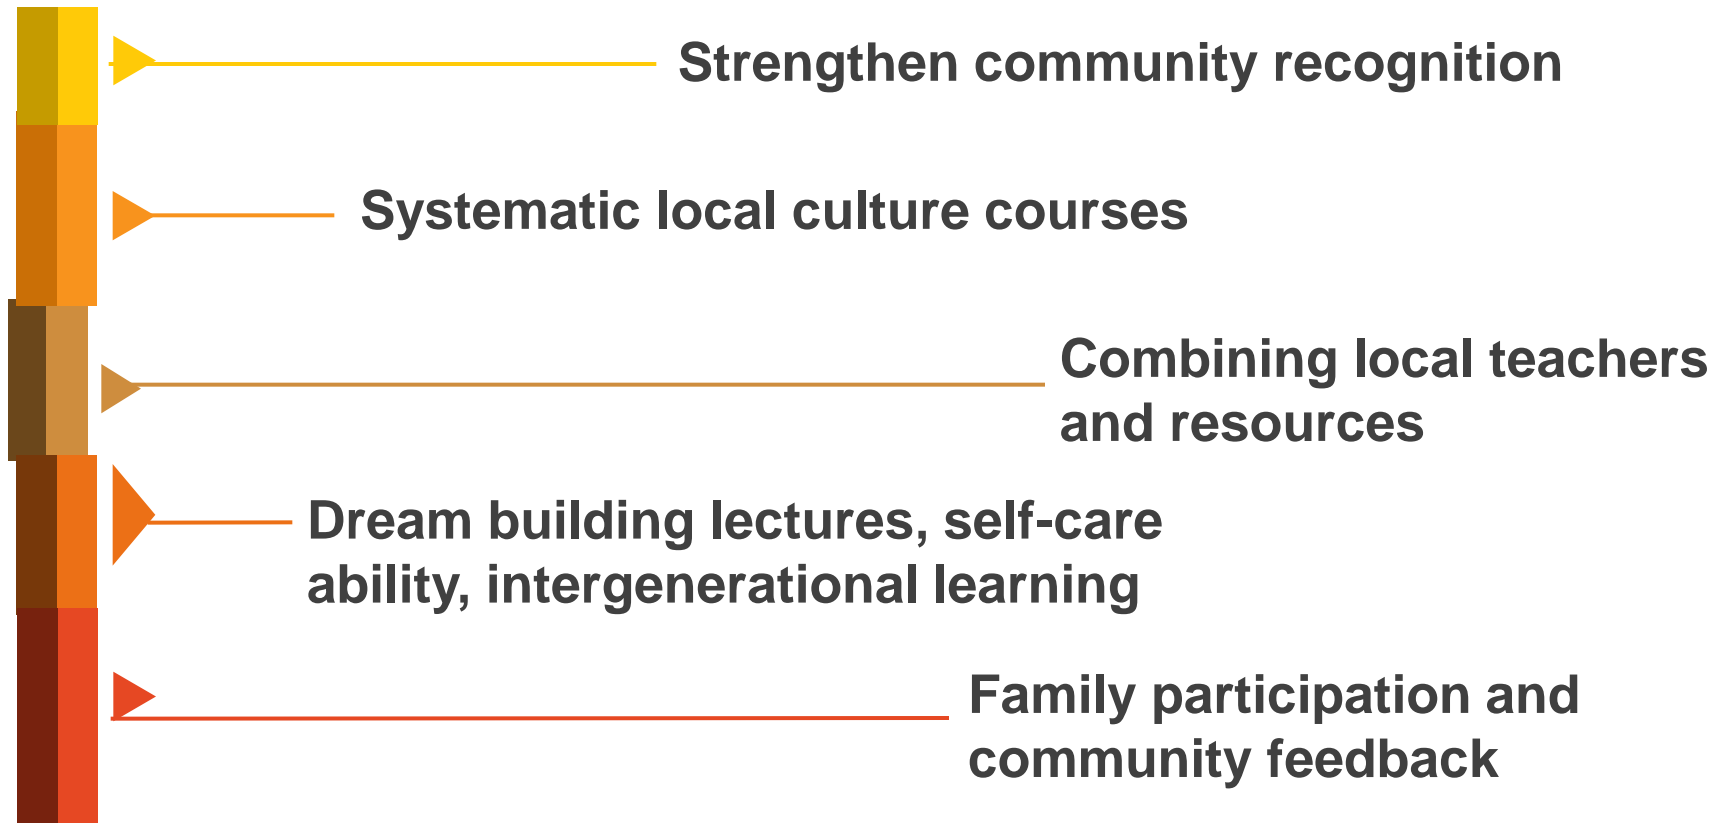 Strengthen community recognition
Systematic local culture courses
Combining local teachers
and resources
Dream building lectures, self-care
ability, intergenerational learning
Family participation and
community feedback